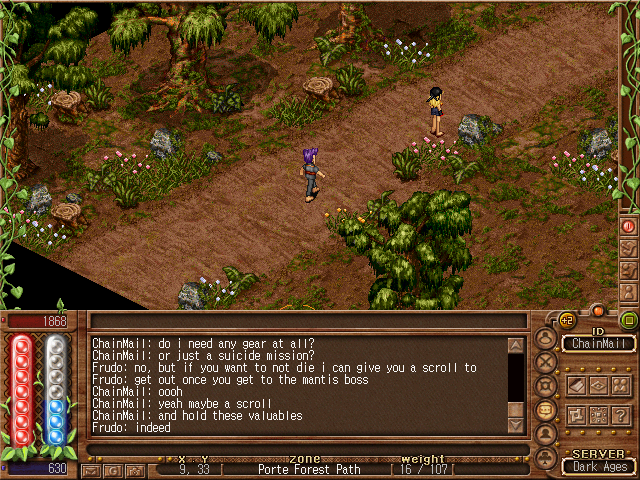 1868
ChainMail: do i need any gear at all?
ChainMail: or just a suicide mission?
Frudo: no, but if you want to not die i can give you a scroll to
Frudo: get out once you get to the mantis boss
ChainMail: oooh
ChainMail: yeah maybe a scroll
ChainMail: and hold these valuables
Frudo: indeed
630
x y zone weight
9, 33 Porte Forest Path 16 / 107
+2
ID
ChainMail
?
SERVER
Dark Ages
G